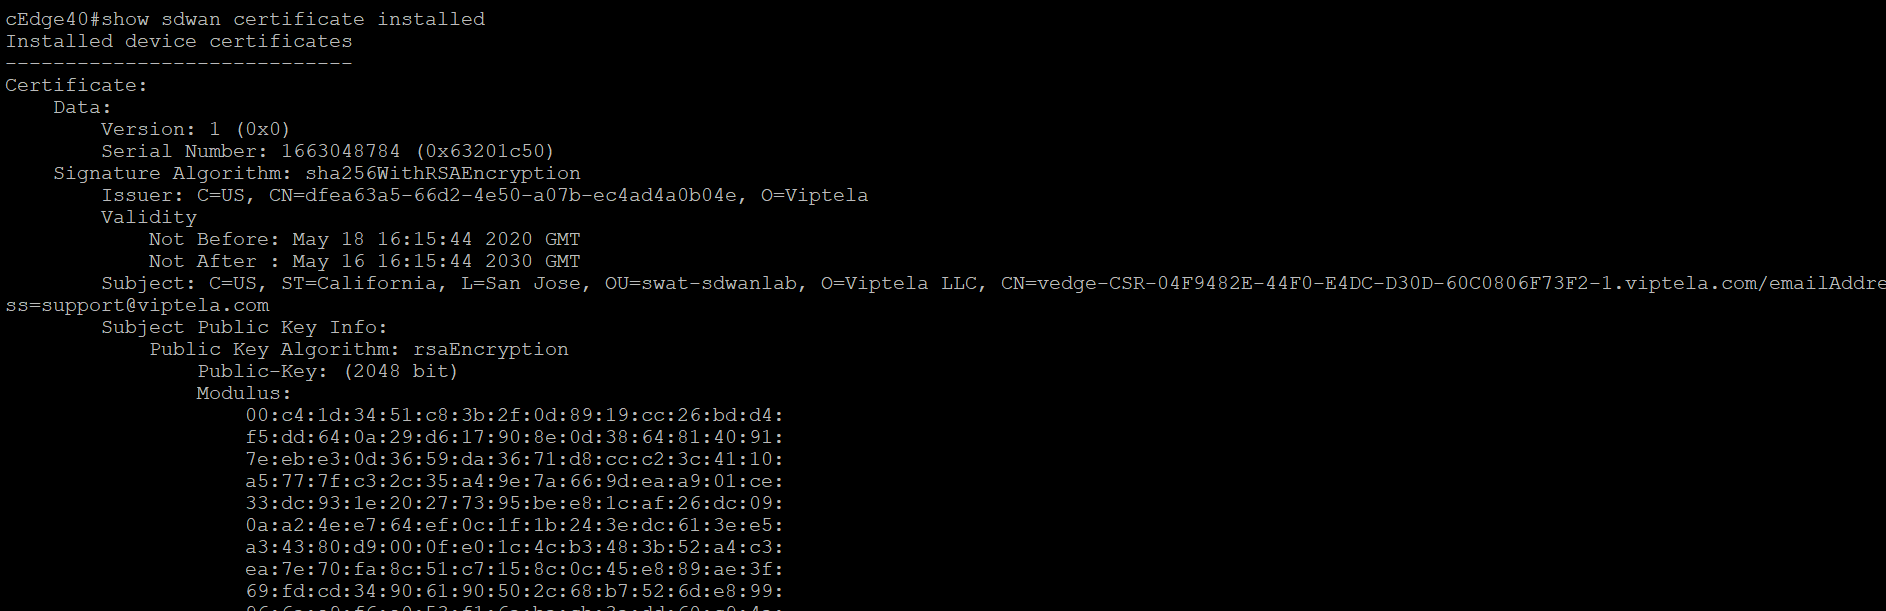 cEdge40#show sdwan certificate installed
Installed device certificates
-----------------------------
Certificate:
    Data:
        Version: 1 (0x0)
        Serial Number: 1663048784 (0x63201c50)
    Signature Algorithm: sha256WithRSAEncryption
        Issuer: C=US, CN=dfea63a5-66d2-4e50-a07b-ec4ad4a0b04e, O=Viptela
        Validity
            Not Before: May 18 16:15:44 2020 GMT
            Not After : May 16 16:15:44 2030 GMT
        Subject: C=US, ST=California, L=San Jose, OU=swat-sdwanlab, O=Viptela LLC, CN=vedge-CSR-04F9482E-44F0-E4DC-D30D-60C0806F73F2-1.viptela.com/emailAddre
ss=support@viptela.com
        Subject Public Key Info:
            Public Key Algorithm: rsaEncryption
                Public-Key: (2048 bit)
                Modulus:
                    00:c4:1d:34:51:c8:3b:2f:0d:89:19:cc:26:bd:d4:
                    f5:dd:64:0a:29:d6:17:90:8e:0d:38:64:81:40:91:
                    7e:eb:e3:0d:36:59:da:36:71:d8:cc:c2:3c:41:10:
                    a5:77:7f:c3:2c:35:a4:9e:7a:66:9d:ea:a9:01:ce:
                    33:dc:93:1e:20:27:73:95:be:e8:1c:af:26:dc:09:
                    0a:a2:4e:e7:64:ef:0c:1f:1b:24:3e:dc:61:3e:e5:
                    a3:43:80:d9:00:0f:e0:1c:4c:b3:48:3b:52:a4:c3:
                    ea:7e:70:fa:8c:51:c7:15:8c:0c:45:e8:89:ae:3f:
                    69:fd:cd:34:90:61:90:50:2c:68:b7:52:6d:e8:99: